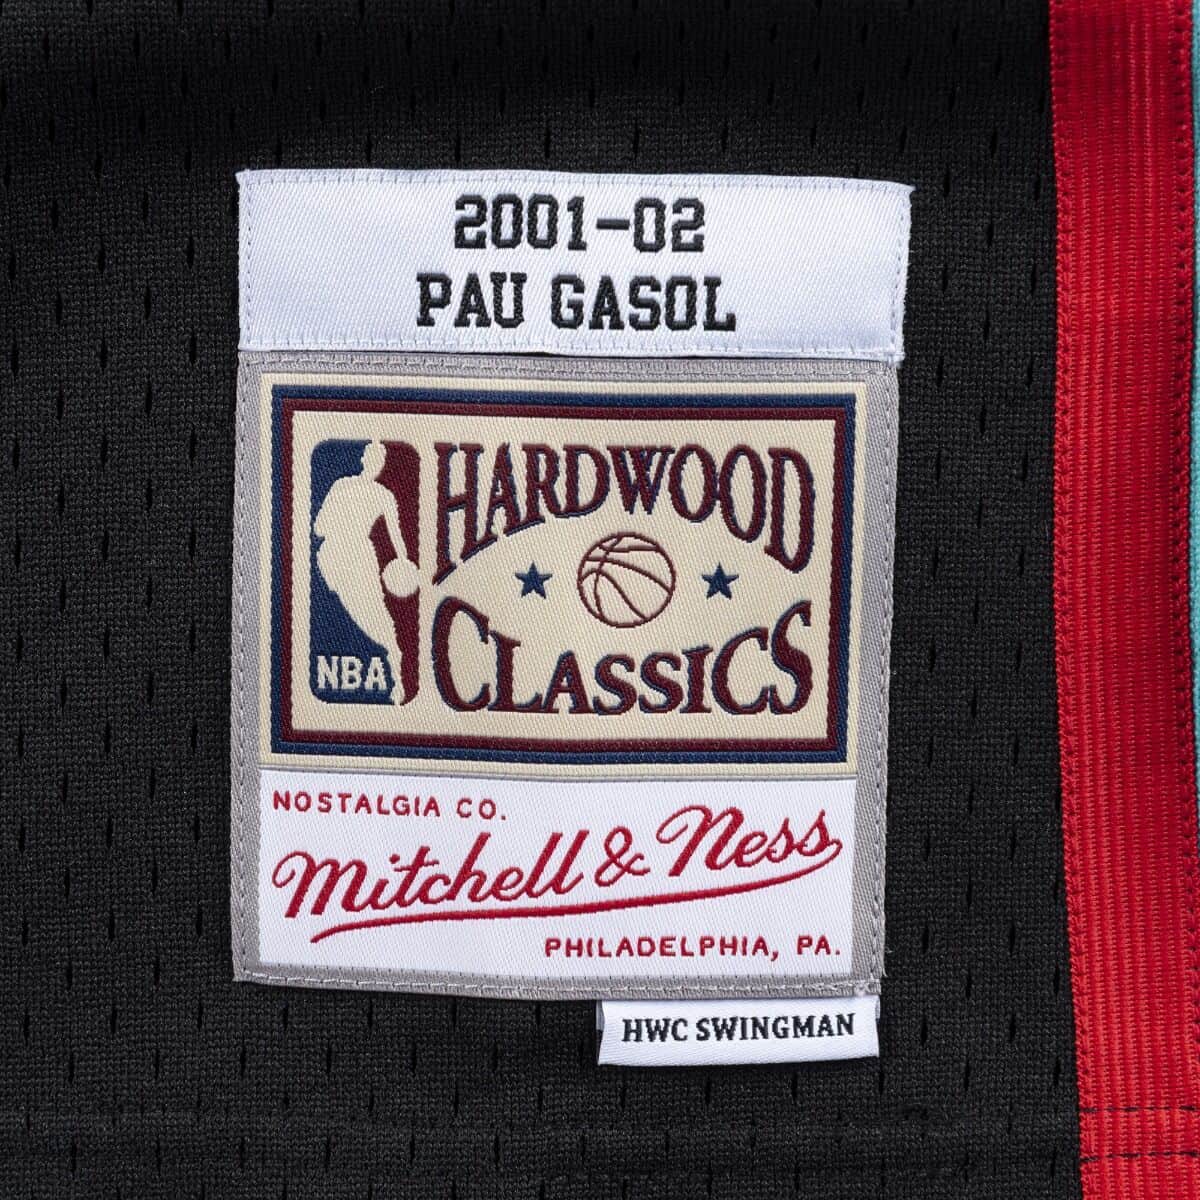 2001-02
PAU GASOL
HARDWOOD
CLASSICS
NBA
NOSTALGIA CO.
Mitchell & Ness
PHILADELPHIA, PA.
HWC SWINGMAN